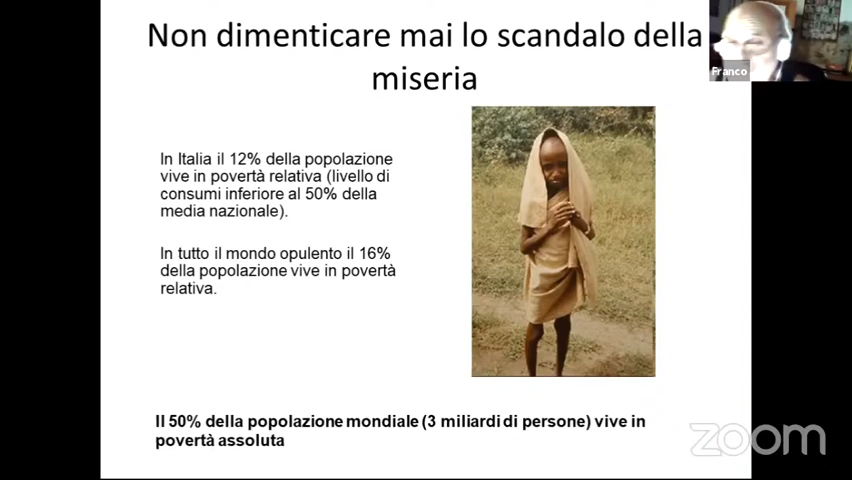 Non dimenticare mai lo scandalo della
miseria
Franco
In Italia il 12% della popolazione
vive in povertà relativa (livello di
consumi inferiore al 50% della
media nazionale).
In tutto il mondo opulento il 16%
della popolazione vive in povertà
relativa.
Il 50% della popolazione mondiale (3 miliardi di persone) vive in
povertà assoluta
zoom